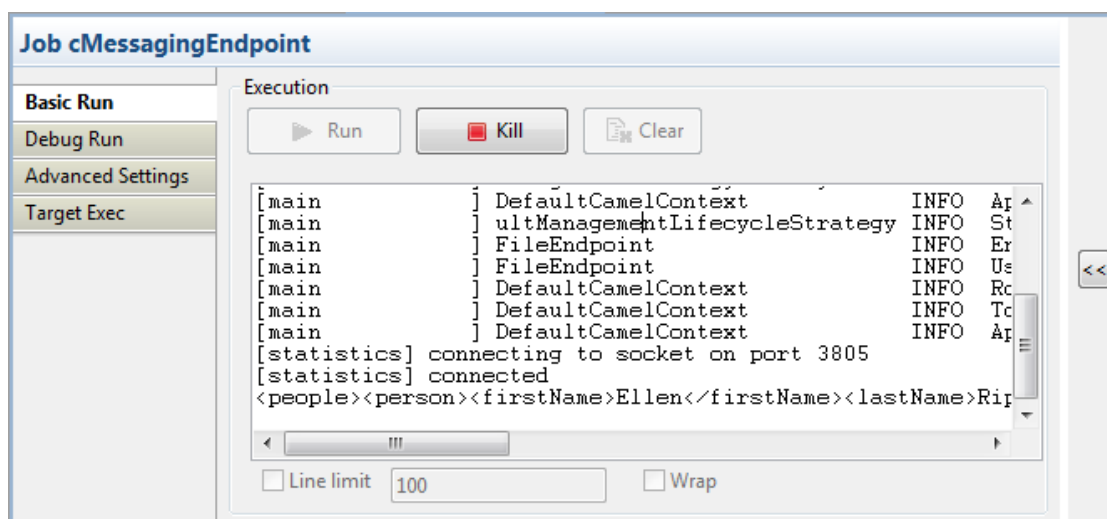 Job cMessagingEndpoint
Basic Run
Debug Run
Advanced Settings
Target Exec
Execution
Run
Kill
Clear
[main ] DefaultCamelContext INFO Ap
[main ] ultManagementLifecycleStrategy INFO St
[main ] FileEndpoint INFO En
[main ] FileEndpoint INFO Us
[main ] DefaultCamelContext INFO Ro
[main ] DefaultCamelContext INFO To
[main ] DefaultCamelContext INFO Ap
[statistics] connecting to socket on port 3805
[statistics] connected
<people><person><firstName>Ellen</firstName><lastName>Rip
Line limit
100
Wrap
<<